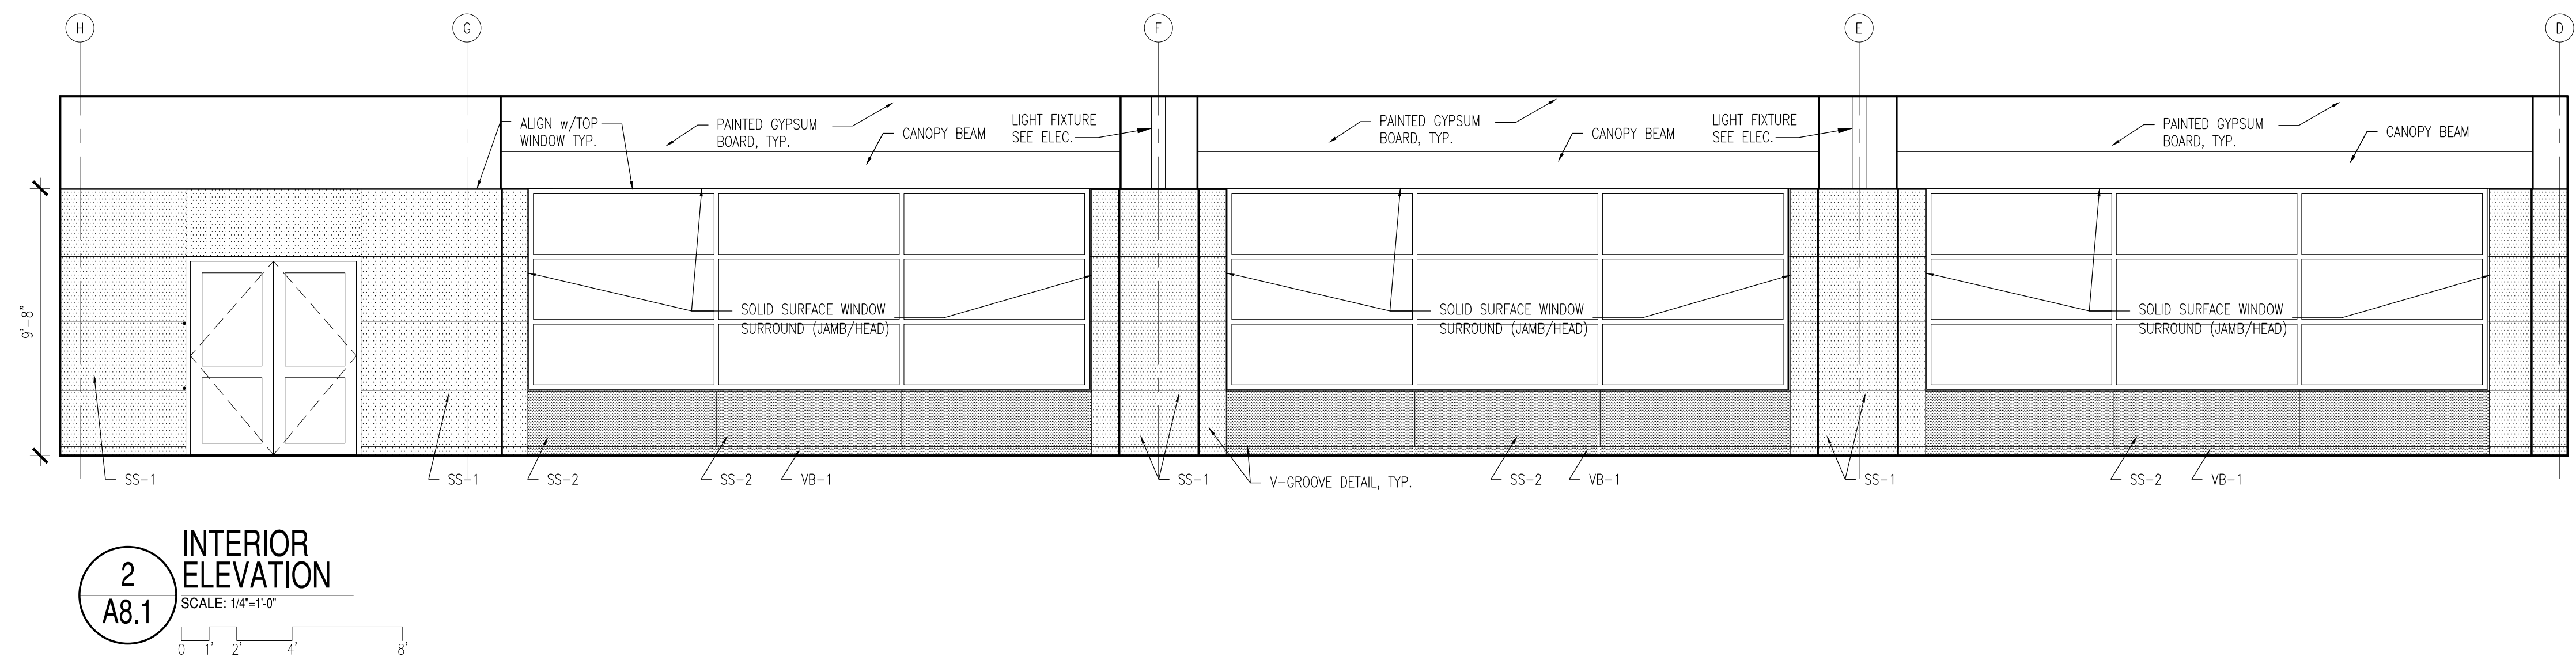 H
G
F
E
D
ALIGN w/TOP
WINDOW TYP.
PAINTED GYPSUM
BOARD, TYP.
CANOPY BEAM
LIGHT FIXTURE
SEE ELEC.
PAINTED GYPSUM
BOARD, TYP.
CANOPY BEAM
LIGHT FIXTURE
SEE ELEC.
PAINTED GYPSUM
BOARD, TYP.
CANOPY BEAM
9'-8"
SOLID SURFACE WINDOW
SURROUND (JAMB/HEAD)
SOLID SURFACE WINDOW
SURROUND (JAMB/HEAD)
SOLID SURFACE WINDOW
SURROUND (JAMB/HEAD)
SS-1
SS-1
SS-2
SS-2
VB-1
SS-1
V-GROOVE DETAIL, TYP.
SS-2
VB-1
SS-1
SS-2
VB-1
2
A8.1
INTERIOR
ELEVATION
SCALE: 1/4"=1'-0"
0 1' 2' 4' 8'